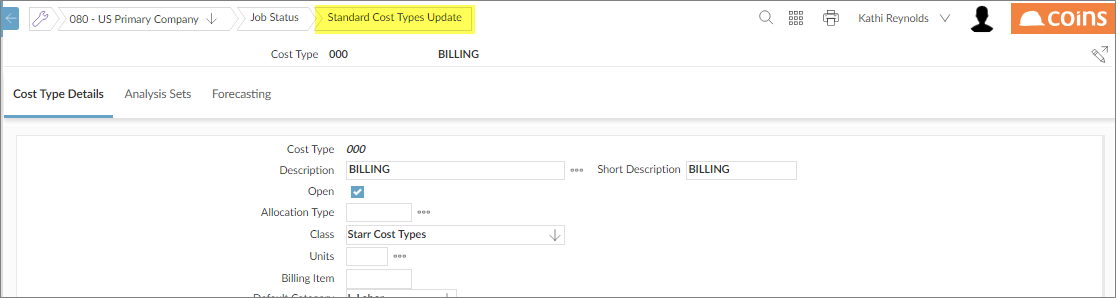 080 - US Primary Company Job Status Standard Cost Types Update Kathi Reynolds coins
Cost Type 000 BILLING
Cost Type Details Analysis Sets Forecasting
Cost Type 000
Description BILLING Short Description BILLING
Open
Allocation Type
Class Starr Cost Types
Units
Billing Item
Default Category L Labor